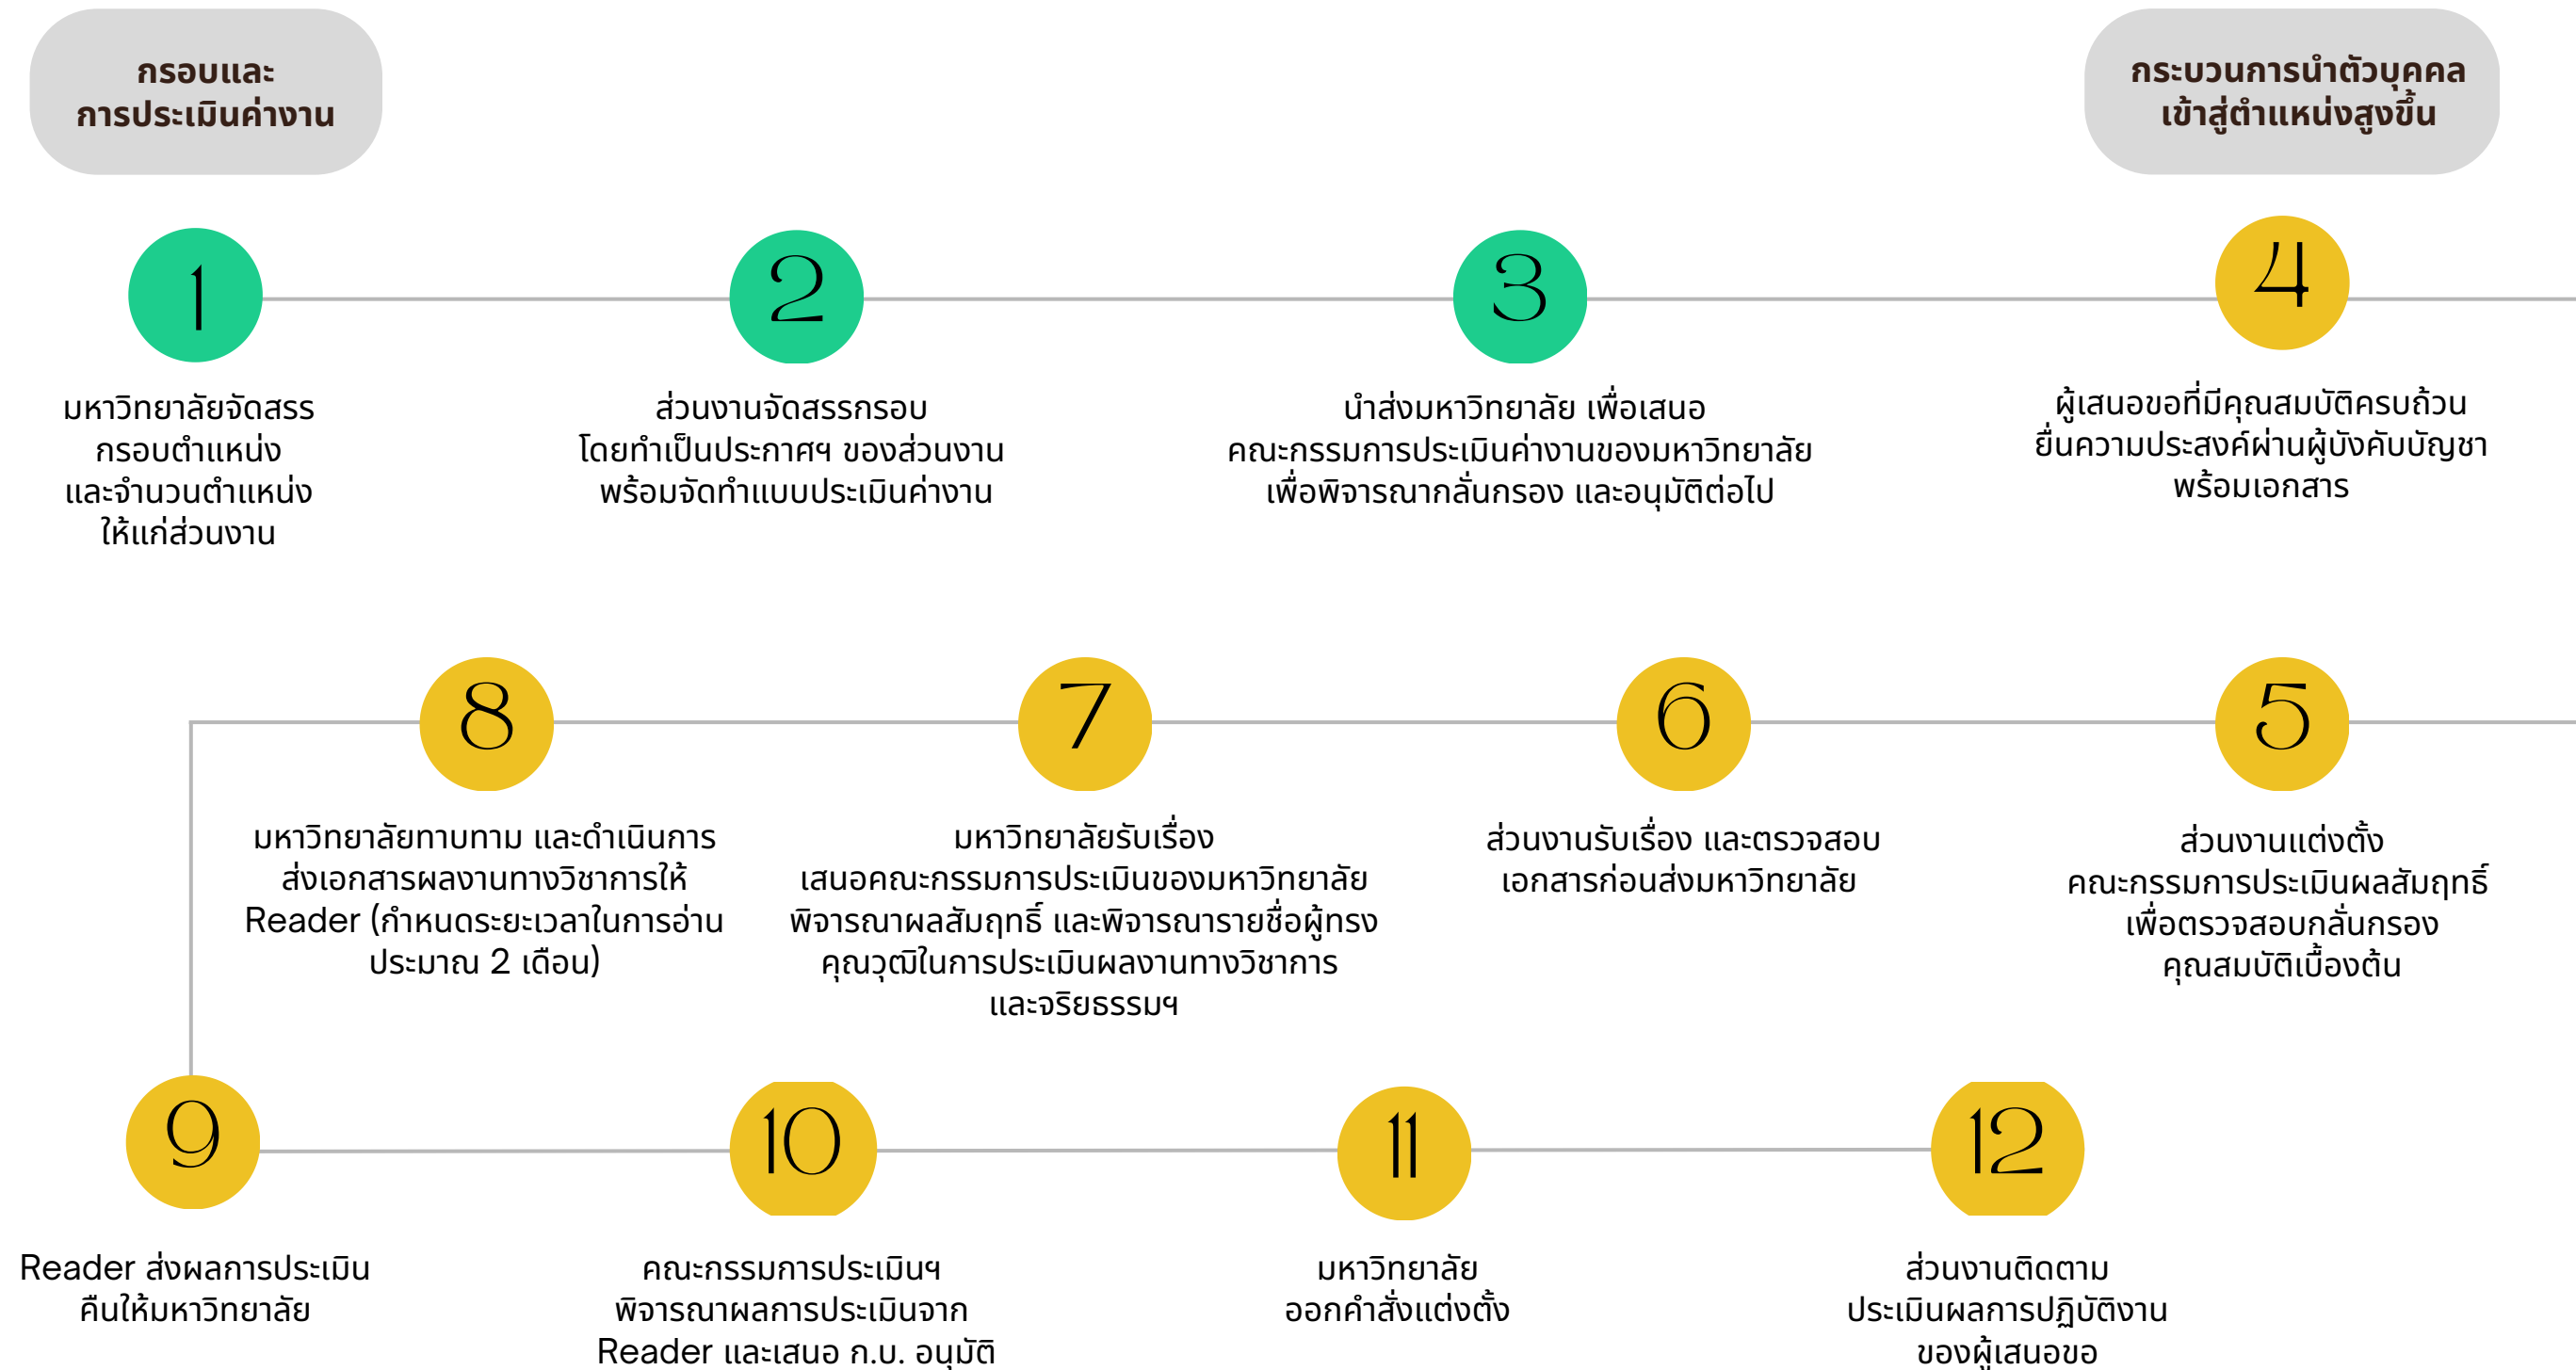 กรอบและ
การประเมินค่างาน
กระบวนการนำตัวบุคคล
เข้าสู่ตำแหน่งสูงขึ้น
1
มหาวิทยาลัยจัดสรร
กรอบตำแหน่ง
และจำนวนตำแหน่ง
ให้แก่ส่วนงาน
2
ส่วนงานจัดสรรกรอบ
โดยทำเป็นประกาศฯ ของส่วนงาน
พร้อมจัดทำแบบประเมินค่างาน
3
นำส่งมหาวิทยาลัย เพื่อเสนอ
คณะกรรมการประเมินค่างานของมหาวิทยาลัย
เพื่อพิจารณากลั่นกรอง และอนุมัติต่อไป
4
ผู้เสนอขอที่มีคุณสมบัติครบถ้วน
ยื่นความประสงค์ผ่านผู้บังคับบัญชา
พร้อมเอกสาร
5
ส่วนงานแต่งตั้ง
คณะกรรมการประเมินผลสัมฤทธิ์
เพื่อตรวจสอบกลั่นกรอง
คุณสมบัติเบื้องต้น
6
ส่วนงานรับเรื่อง และตรวจสอบ
เอกสารก่อนส่งมหาวิทยาลัย
7
มหาวิทยาลัยรับเรื่อง
เสนอคณะกรรมการประเมินของมหาวิทยาลัย
พิจารณาผลสัมฤทธิ์ และพิจารณารายชื่อผู้ทรง
คุณวุฒิในการประเมินผลงานทางวิชาการ
และจริยธรรมฯ
8
มหาวิทยาลัยทาบทาม และดำเนินการ
ส่งเอกสารผลงานทางวิชาการให้
Reader (กำหนดระยะเวลาในการอ่าน
ประมาณ 2 เดือน)
9
Reader ส่งผลการประเมิน
คืนให้มหาวิทยาลัย
10
คณะกรรมการประเมินฯ
พิจารณาผลการประเมินจาก
Reader และเสนอ ก.บ. อนุมัติ
11
มหาวิทยาลัย
ออกคำสั่งแต่งตั้ง
12
ส่วนงานติดตาม
ประเมินผลการปฏิบัติงาน
ของผู้เสนอขอ